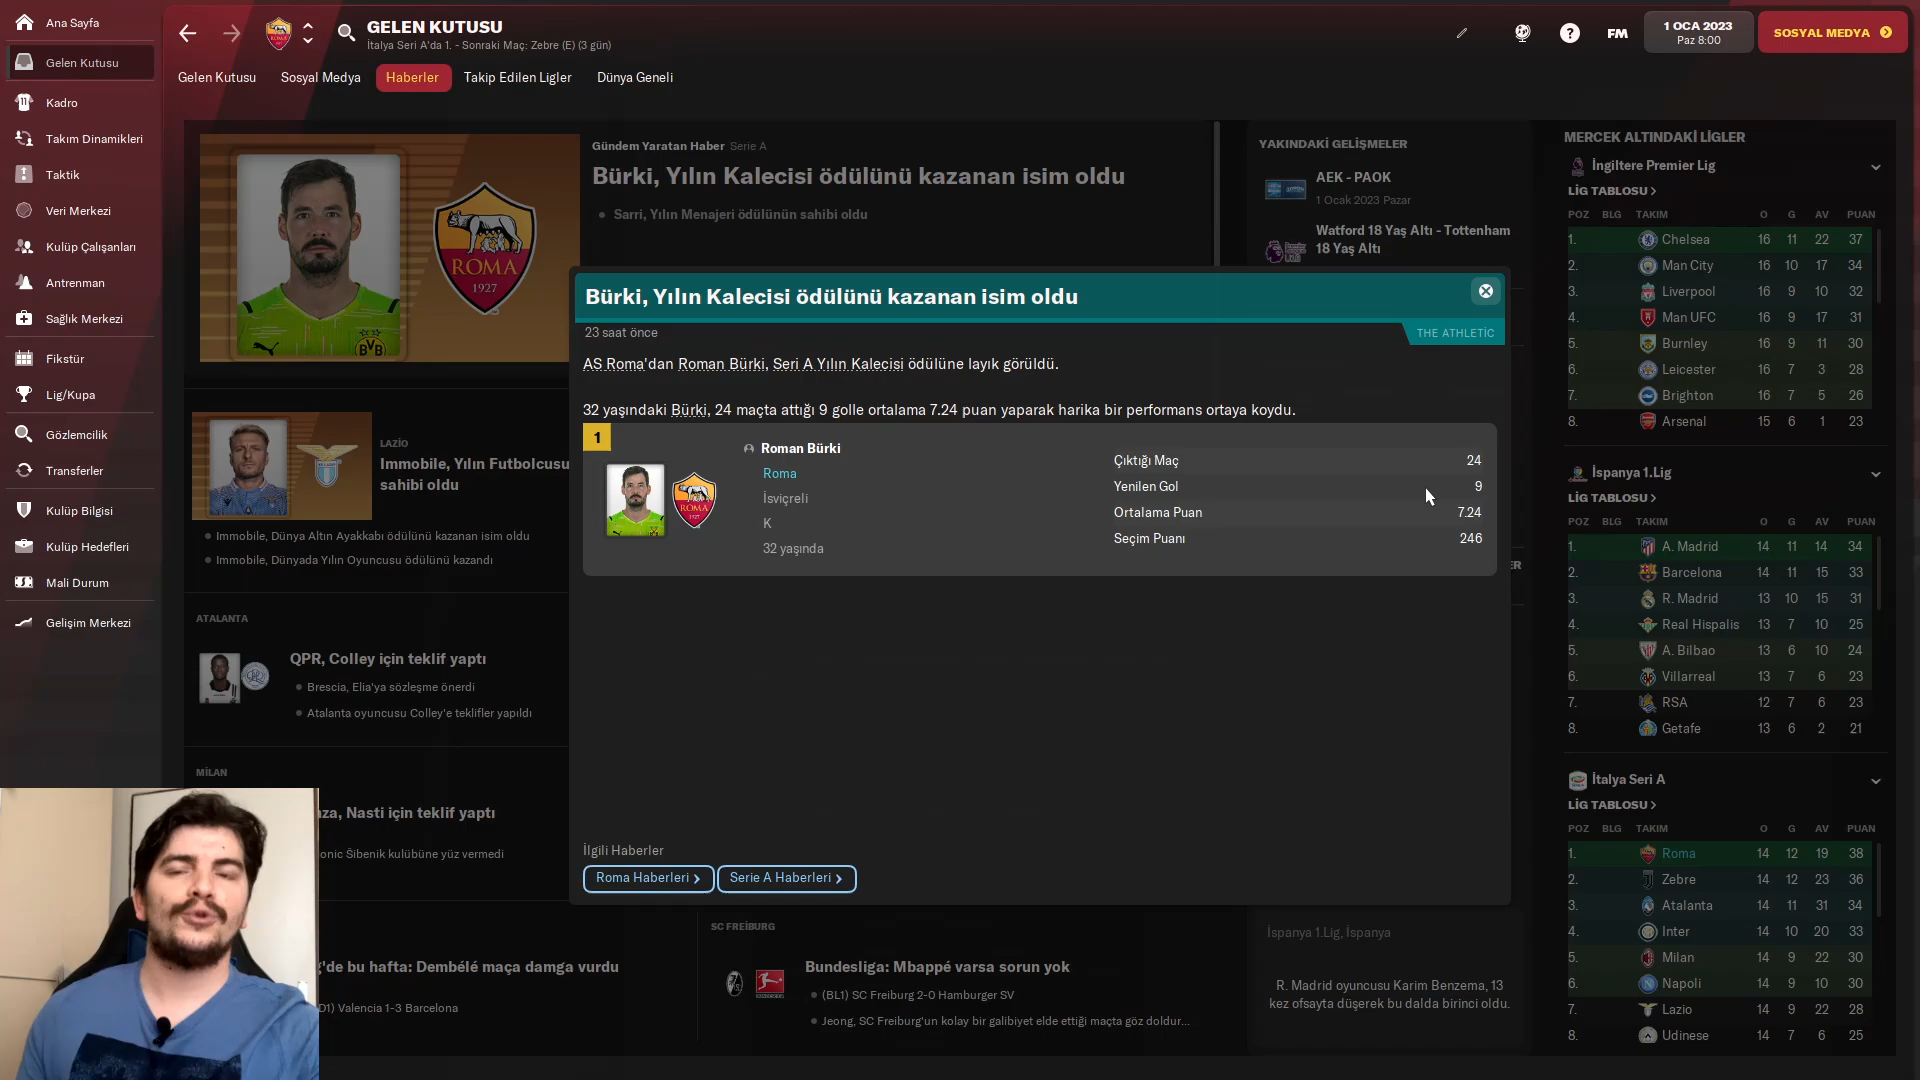 Ana Sayfa
Gelen Kutusu
Kadro
Takım Dinamikleri
Taktik
Veri Merkezi
Kulüp Çalışanları
Antrenman
Sağlık Merkezi
Fikstür
Lig/Kupa
Gözlemcilik
Transferler
Kulüp Bilgisi
Kulüp Hedefleri
Mali Durum
Gelişim Merkezi
GELEN KUTUSU
İtalya Seri A'da 1. - Sonraki Maç: Zebre (E) (3 gün)
FM
1 OCA 2023
Paz 8:00
SOSYAL MEDYA
Gelen Kutusu
Sosyal Medya
Haberler
Takip Edilen Ligler
Dünya Geneli
ROMA
1927
BVB
09
Gündem Yaratan Haber Serie A
Bürki, Yılın Kalecisi ödülünü kazanan isim oldu
Sarri, Yılın Menajeri ödülünün sahibi oldu
YAKINDAKİ GELİŞMELER
AEK - PAOK
1 Ocak 2023 Pazar
Watford 18 Yaş Altı - Tottenham
18 Yaş Altı
Bürki, Yılın Kalecisi ödülünü kazanan isim oldu
23 saat önce
THE ATHLETIC
AS Roma'dan Roman Bürki, Seri A Yılın Kalecisi ödülüne layık görüldü.
32 yaşındaki Bürki, 24 maçta attığı 9 golle ortalama 7.24 puan yaparak harika bir performans ortaya koydu.
1
Roman Bürki
Roma
İsviçreli
K
32 yaşında
Çıktığı Maç 24
Yenilen Gol 9
Ortalama Puan 7.24
Seçim Puanı 246
İlgili Haberler
Roma Haberleri
Serie A Haberleri
LAZİO
Immobile, Yılın Futbolcusu
sahibi oldu
Immobile, Dünya Altın Ayakkabı ödülünü kazanan isim oldu
Immobile, Dünyada Yılın Oyuncusu ödülünü kazandı
ATALANTA
QPR, Colley için teklif yaptı
Brescia, Elia'ya sözleşme önerdi
Atalanta oyuncusu Colley'e teklifler yapıldı
MİLAN
nza, Nasti için teklif yaptı
onic Šibenik kulübüne yüz vermedi
g'de bu hafta: Dembélé maça damga vurdu
D1) Valencia 1-3 Barcelona
SC FREİBURG
Bundesliga: Mbappé varsa sorun yok
(BL1) SC Freiburg 2-0 Hamburger SV
Jeong, SC Freiburg'un kolay bir galibiyet elde ettiği maçta göz doldur...
ER
İspanya 1.Lig, İspanya
R. Madrid oyuncusu Karim Benzema, 13
kez ofsayta düşerek bu dalda birinci oldu.
MERCEK ALTINDAKİ LİGLER
İngiltere Premier Lig
LİG TABLOSU
POZ BLG TAKIM O G AV PUAN
1. Chelsea 16 11 22 37
2. Man City 16 10 17 34
3. Liverpool 16 9 10 32
4. Man UFC 16 9 17 31
5. Burnley 16 9 11 30
6. Leicester 16 7 3 28
7. Brighton 16 7 5 26
8. Arsenal 15 6 1 23
İspanya 1.Lig
LİG TABLOSU
POZ BLG TAKIM O G AV PUAN
1. A. Madrid 14 11 14 34
2. Barcelona 14 11 15 33
3. R. Madrid 13 10 15 31
4. Real Hispalis 13 7 10 25
5. A. Bilbao 13 6 10 24
6. Villarreal 13 7 6 23
7. RSA 12 7 6 23
8. Getafe 13 6 2 21
İtalya Seri A
LİG TABLOSU
POZ BLG TAKIM O G AV PUAN
1. Roma 14 12 19 38
2. Zebre 14 12 23 36
3. Atalanta 14 11 31 34
4. Inter 14 10 20 33
5. Milan 14 9 22 30
6. Napoli 14 9 10 30
7. Lazio 14 9 22 28
8. Udinese 14 7 6 25